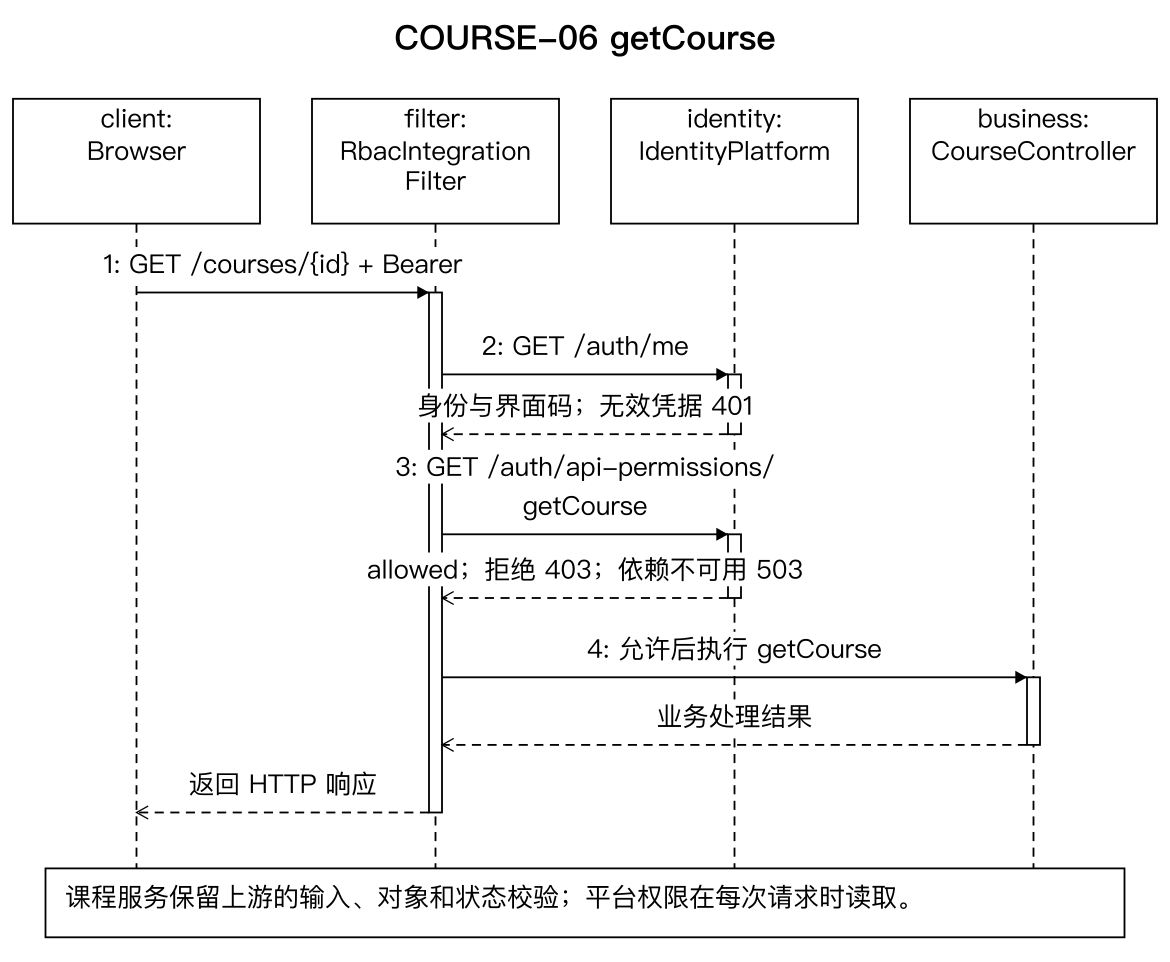 COURSE-06 getCourse
client:
Browser
filter:
RbacIntegration
Filter
identity:
IdentityPlatform
business:
CourseController
1: GET /courses/{id} + Bearer
2: GET /auth/me
身份与界面码；无效凭据 401
3: GET /auth/api-permissions/
getCourse
allowed；拒绝 403；依赖不可用 503
4: 允许后执行 getCourse
业务处理结果
返回 HTTP 响应
课程服务保留上游的输入、对象和状态校验；平台权限在每次请求时读取。